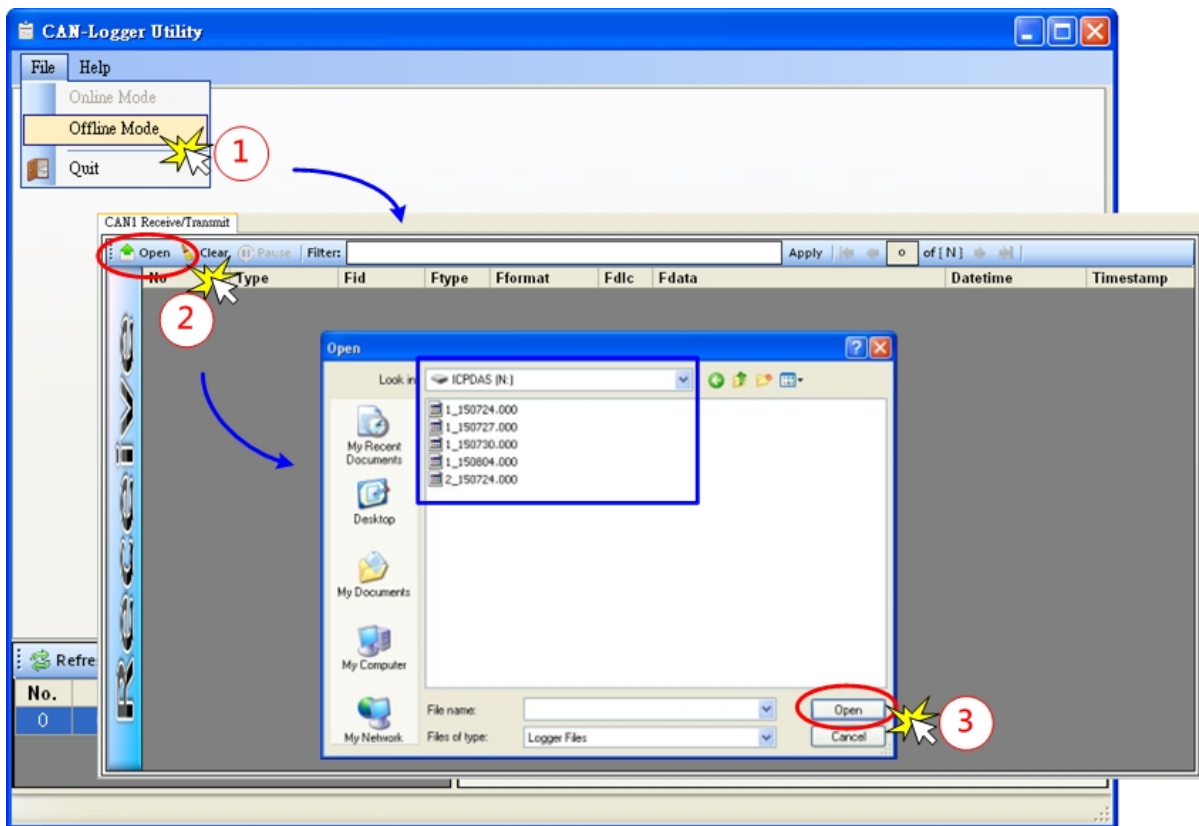 CAN-Logger Utility
File Help
Online Mode
Offline Mode
1
Quit
CAN1 Receive/Transmit
Open Clear Pause Filter: Apply 0 of {N}
No Type Fid Ftype Fformat Fdlc Fdata Datetime Timestamp
2
Receive
Open
Look in ICPDAS (N:)
1_150724.000
1_150727.000
1_150730.000
1_150804.000
2_150724.000
My Recent
Documents
Desktop
My Documents
My Computer
My Network
File name: Open
Files of type: Logger Files Cancel
3
Refre
No.
0